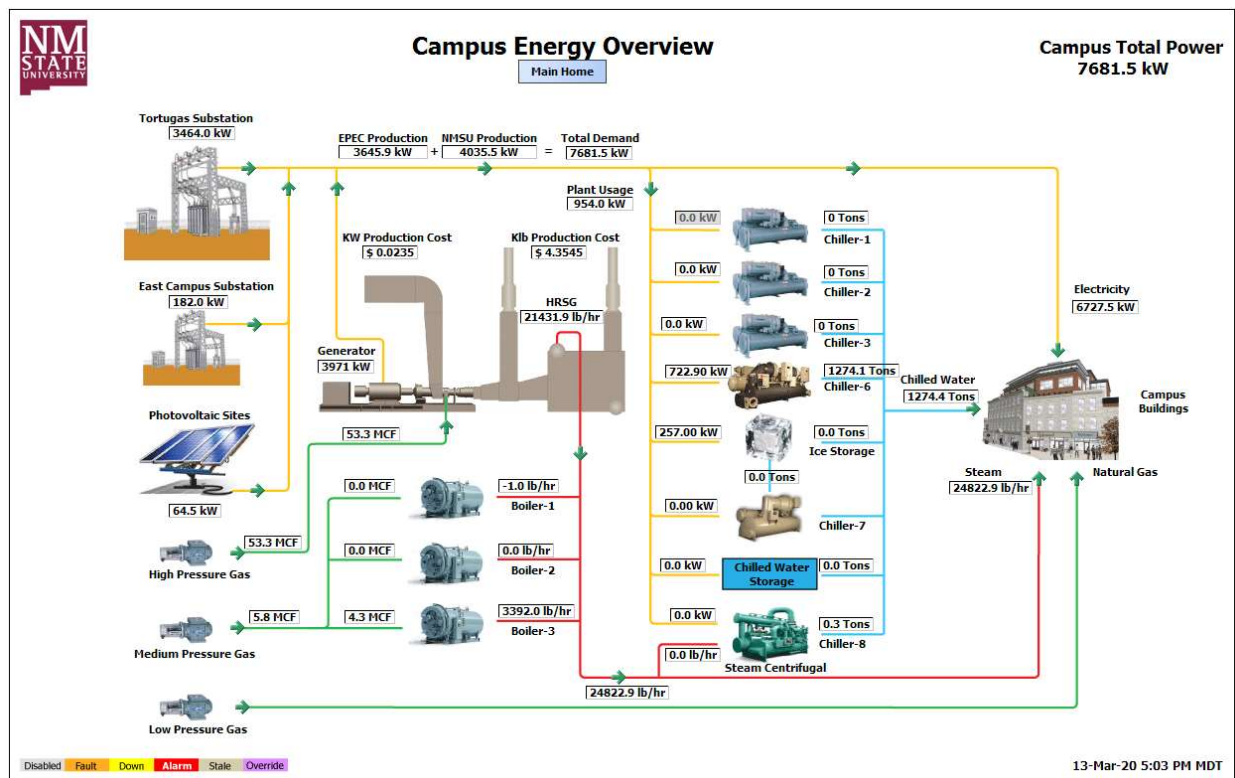 NM
STATE
UNIVERSITY
Campus Energy Overview
Main Home
Campus Total Power
7681.5 kW
Tortugas Substation
3464.0 kW
EPEC Production
3645.9 kW
+
NMSU Production
4035.5 kW
=
Total Demand
7681.5 kW
Plant Usage
954.0 kW
KW Production Cost
$ 0.0235
Klb Production Cost
$ 4.3545
0.0 kW
0 Tons
Chiller-1
East Campus Substation
182.0 kW
HRSG
21431.9 lb/hr
0.0 kW
0 Tons
Chiller-2
Electricity
6727.5 kW
0.0 kW
0 Tons
Chiller-3
Generator
3971 kW
722.90 kW
1274.1 Tons
Chiller-6
Chilled Water
1274.4 Tons
Campus
Buildings
Photovoltaic Sites
64.5 kW
53.3 MCF
257.00 kW
0.0 Tons
Ice Storage
0.0 Tons
Steam
24822.9 lb/hr
Natural Gas
0.0 MCF
-1.0 lb/hr
Boiler-1
0.00 kW
Chiller-7
53.3 MCF
High Pressure Gas
0.0 MCF
0.0 lb/hr
Boiler-2
0.0 kW
Chilled Water
Storage
0.0 Tons
5.8 MCF
Medium Pressure Gas
4.3 MCF
3392.0 lb/hr
Boiler-3
0.0 kW
0.3 Tons
Chiller-8
0.0 lb/hr
Steam Centrifugal
24822.9 lb/hr
Low Pressure Gas
Disabled Fault Down Alarm Stale Override
13-Mar-20 5:03 PM MDT